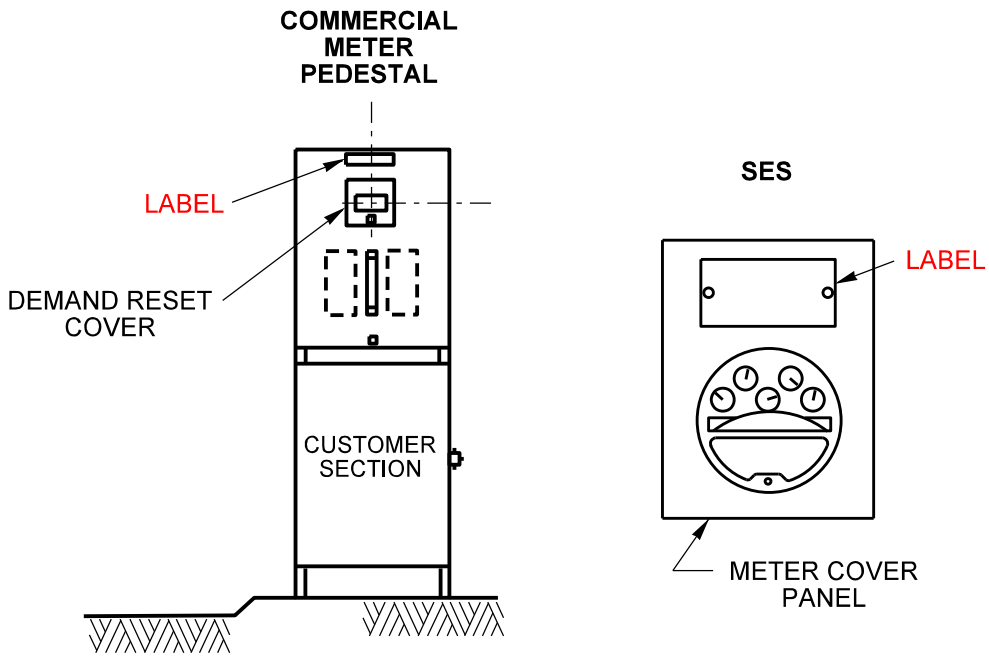 COMMERCIAL
METER
PEDESTAL
LABEL
DEMAND RESET
COVER
CUSTOMER
SECTION
SES
LABEL
METER COVER
PANEL